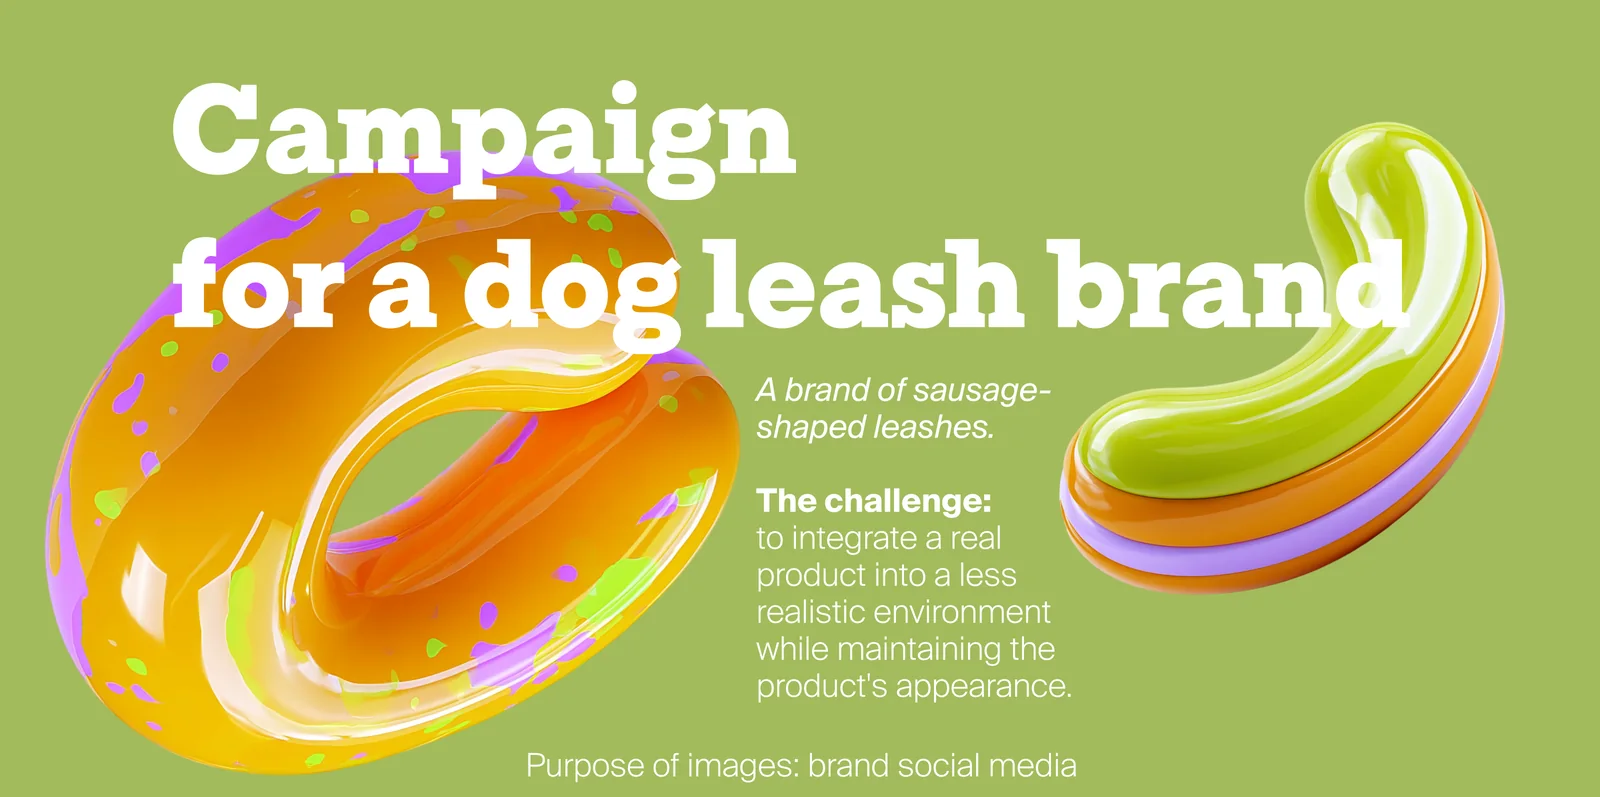 Campaign
for a dog leash brand
A brand of sausage-
shaped leashes.
The challenge:
to integrate a real
product into a less
realistic environment
while maintaining the
product's appearance.
Purpose of images: brand social media